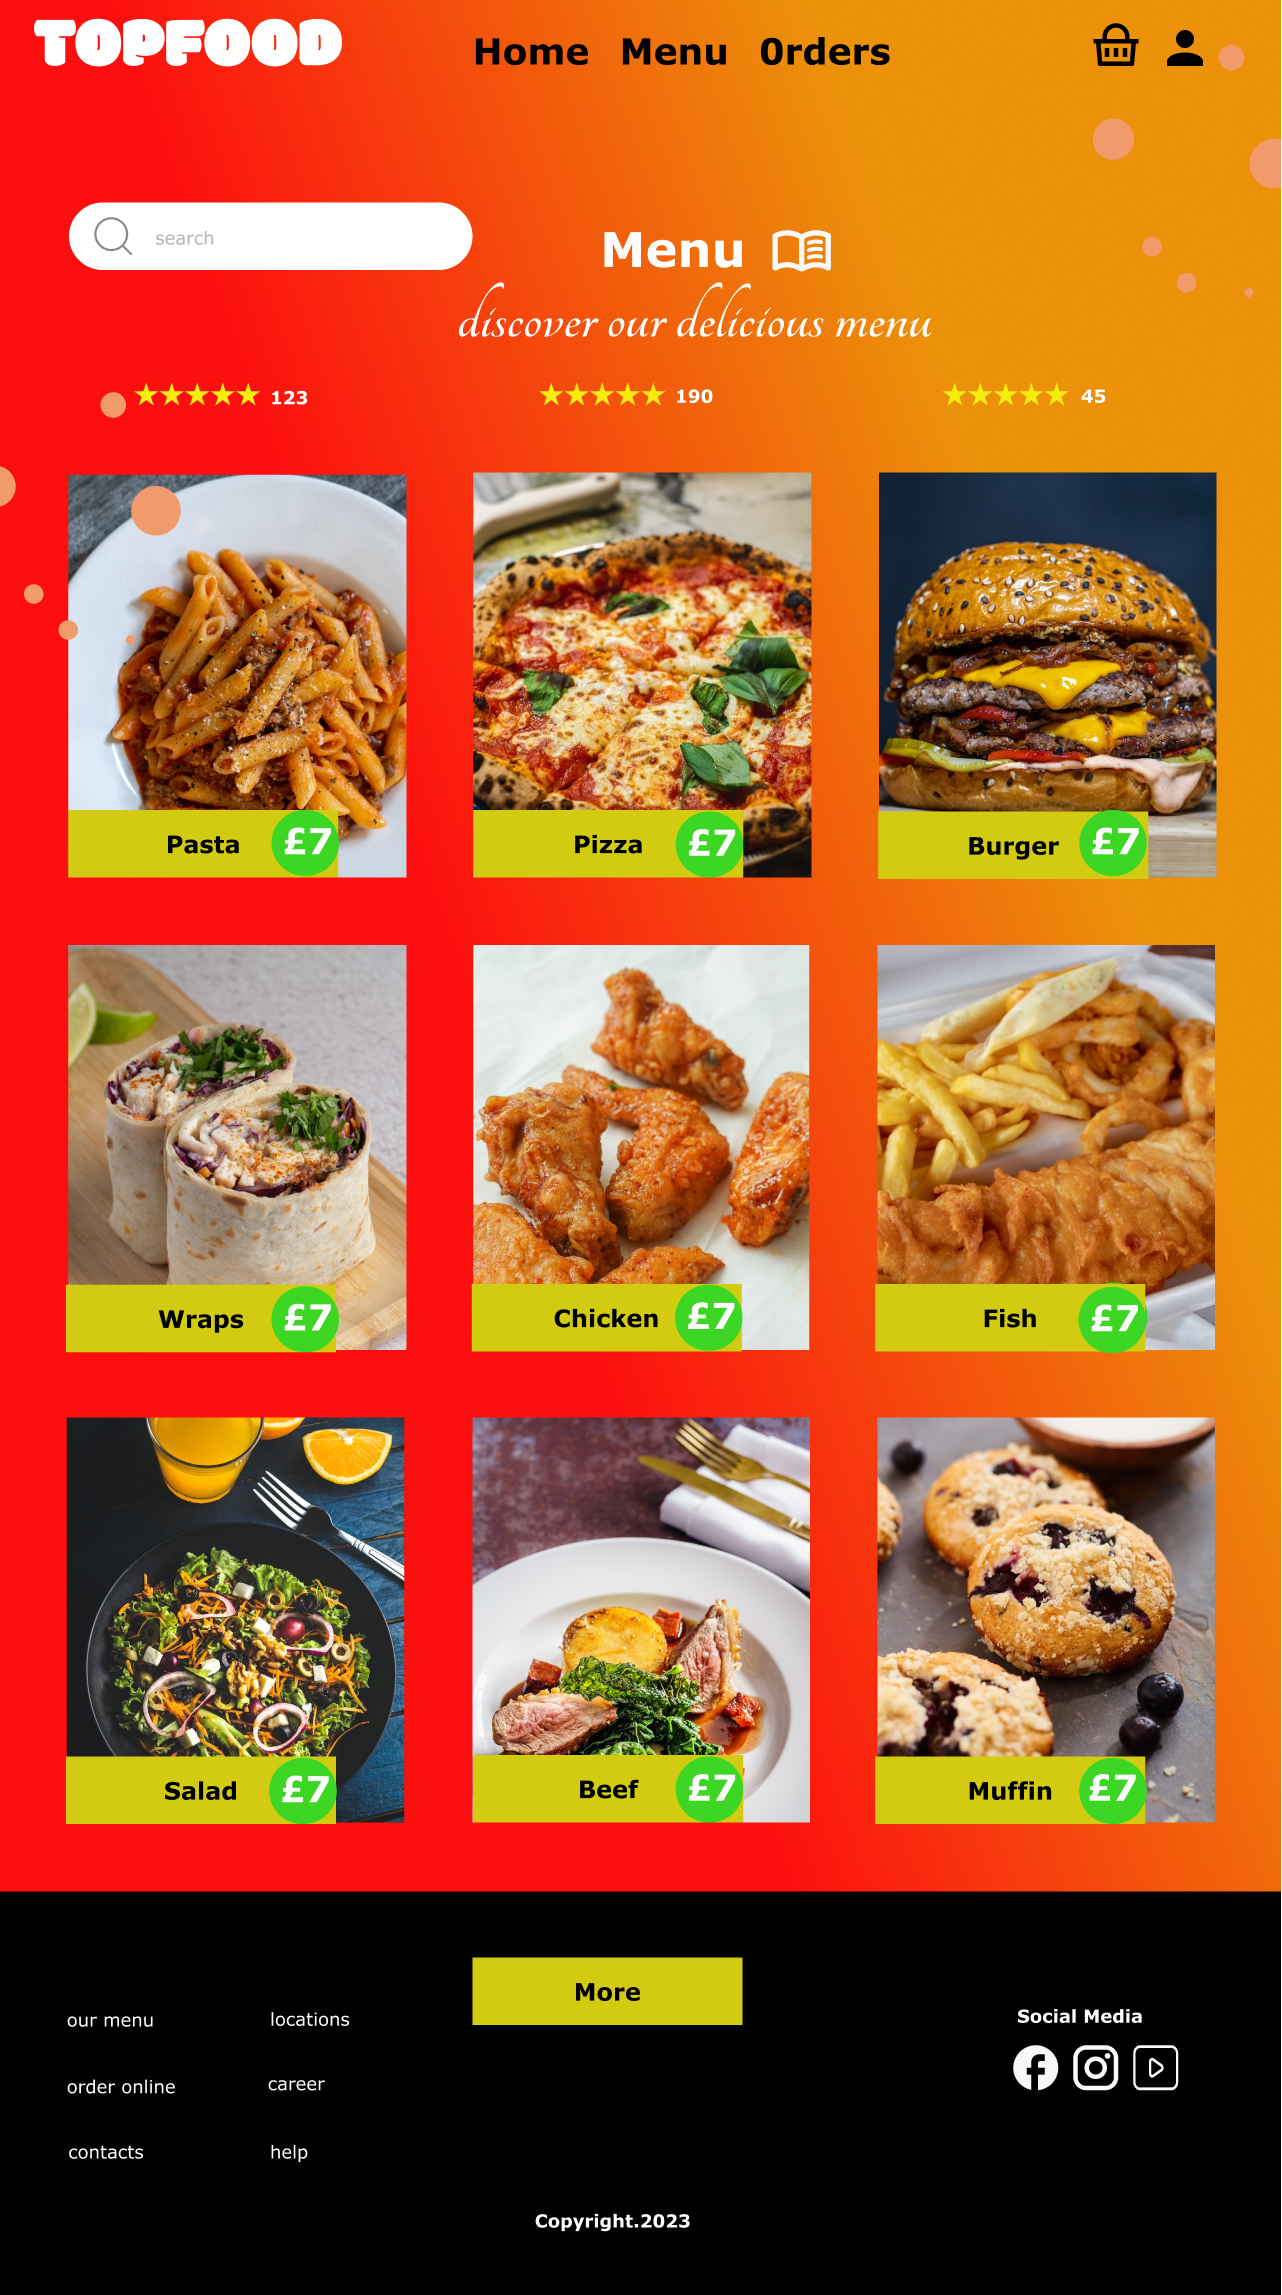 TOPFOOD
Home Menu 0rders
search
Menu
discover our delicious menu
★★★★★ 123
★★★★★ 190
★★★★★ 45
Pasta £7
Pizza £7
Burger £7
Wraps £7
Chicken £7
Fish £7
Salad £7
Beef £7
Muffin £7
More
our menu
locations
Social Media
order online
career
contacts
help
Copyright.2023